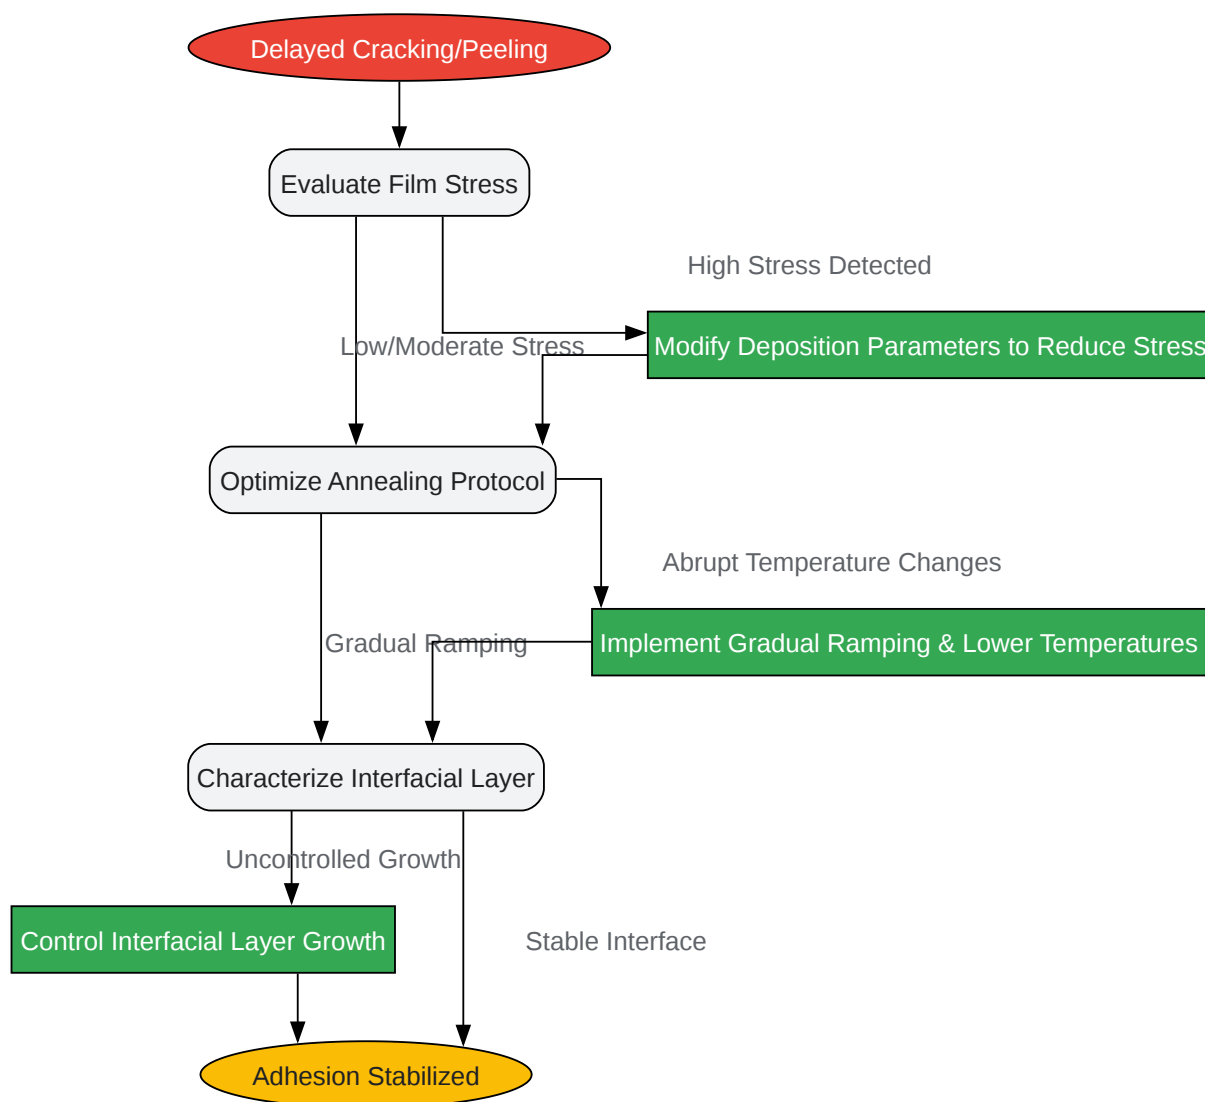 Delayed Cracking/Peeling
Evaluate Film Stress
High Stress Detected
Low/Moderate Stress
Modify Deposition Parameters to Reduce Stress
Optimize Annealing Protocol
Abrupt Temperature Changes
Gradual Ramping
Implement Gradual Ramping & Lower Temperatures
Characterize Interfacial Layer
Uncontrolled Growth
Control Interfacial Layer Growth
Stable Interface
Adhesion Stabilized